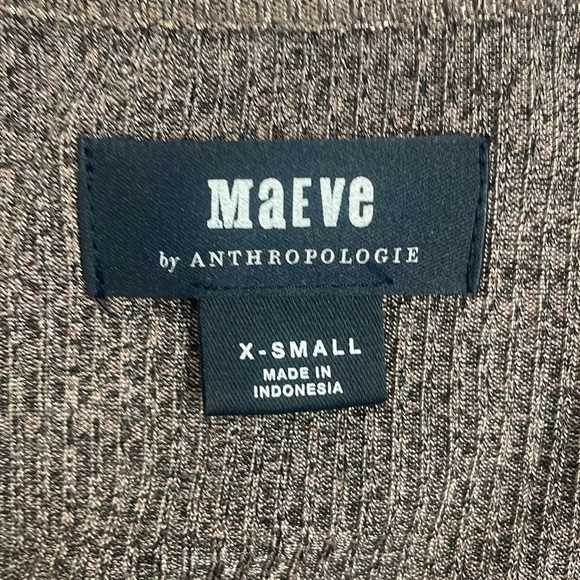 MaEVe
by ANTHROPOLOGIE
X-SMALL
MADE IN
INDONESIA